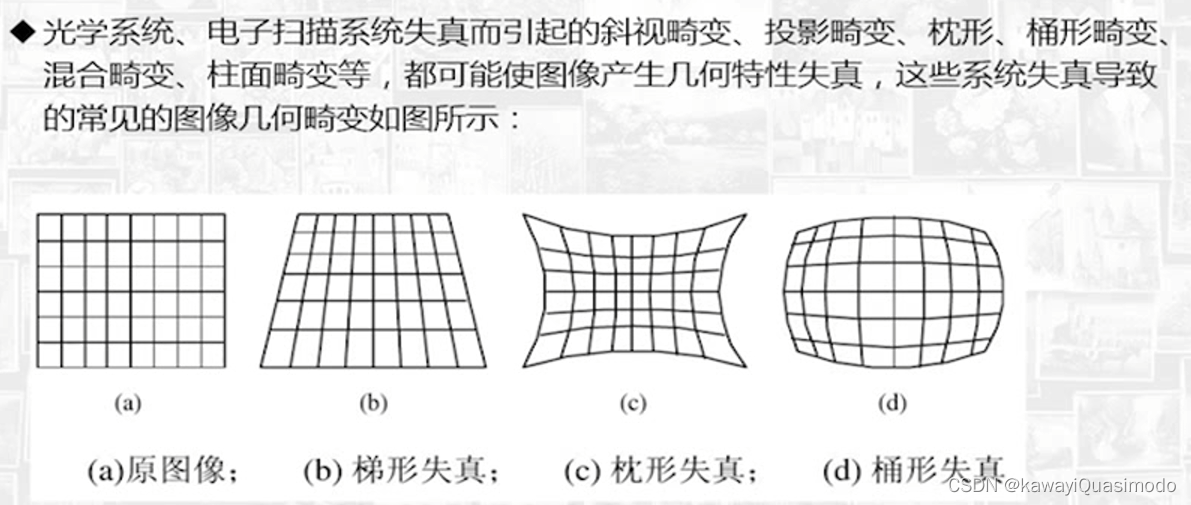 ◆ 光学系统、电子扫描系统失真而引起的斜视畸变、投影畸变、枕形、桶形畸变、
混合畸变、柱面畸变等，都可能使图像产生几何特性失真，这些系统失真导致
的常见的图像几何畸变如图所示：
(a) (b) (c) (d)
(a)原图像； (b) 梯形失真； (c) 枕形失真； (d) 桶形失真
CSDN @kawayiQuasimodo